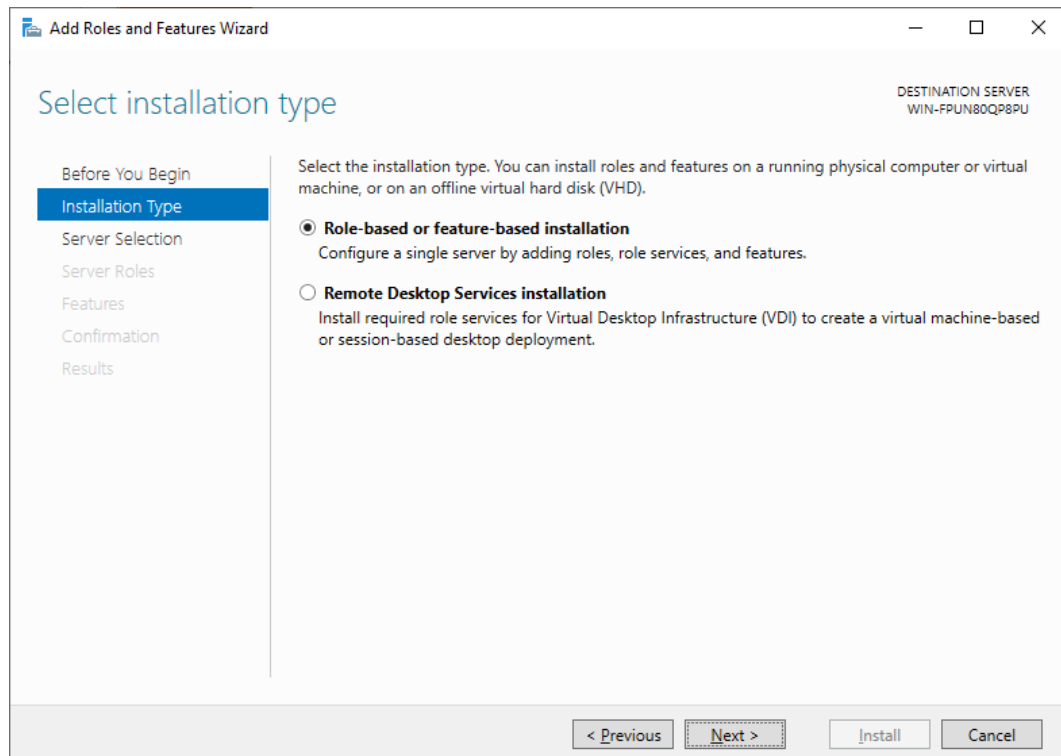 Add Roles and Features Wizard
Select installation type
DESTINATION SERVER
WIN-FPUN80QP8PU
Before You Begin
Installation Type
Server Selection
Server Roles
Features
Confirmation
Results
Select the installation type. You can install roles and features on a running physical computer or virtual
machine, or on an offline virtual hard disk (VHD).
Role-based or feature-based installation
Configure a single server by adding roles, role services, and features.
Remote Desktop Services installation
Install required role services for Virtual Desktop Infrastructure (VDI) to create a virtual machine-based
or session-based desktop deployment.
< Previous
Next >
Install
Cancel